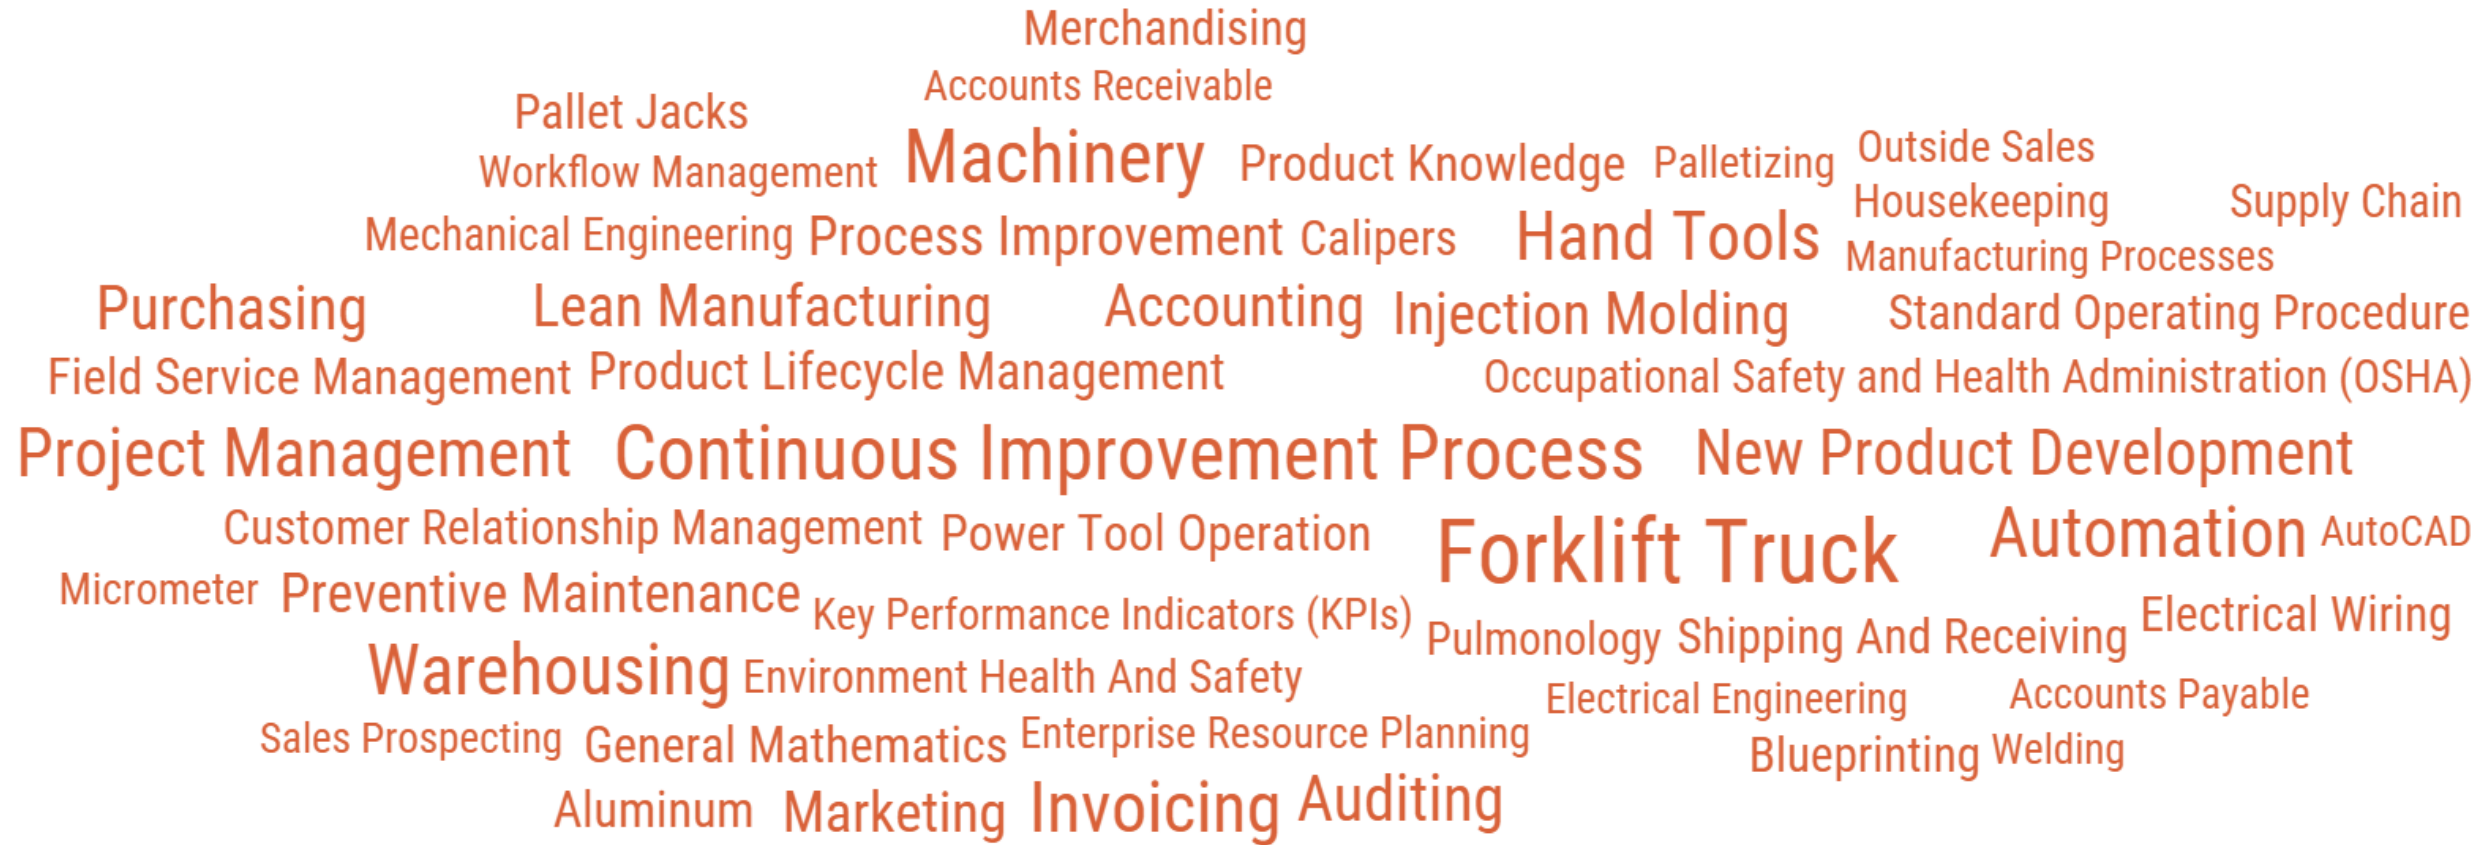 Merchandising
Accounts Receivable
Pallet Jacks
Workflow Management Machinery Product Knowledge Palletizing Outside Sales
Housekeeping Supply Chain
Mechanical Engineering Process Improvement Calipers Hand Tools Manufacturing Processes
Purchasing Lean Manufacturing Accounting Injection Molding Standard Operating Procedure
Field Service Management Product Lifecycle Management Occupational Safety and Health Administration (OSHA)
Project Management Continuous Improvement Process New Product Development
Customer Relationship Management Power Tool Operation Forklift Truck Automation AutoCAD
Micrometer Preventive Maintenance Key Performance Indicators (KPIs) Pulmonology Shipping And Receiving Electrical Wiring
Warehousing Environment Health And Safety Electrical Engineering Accounts Payable
Sales Prospecting General Mathematics Enterprise Resource Planning Blueprinting Welding
Aluminum Marketing Invoicing Auditing